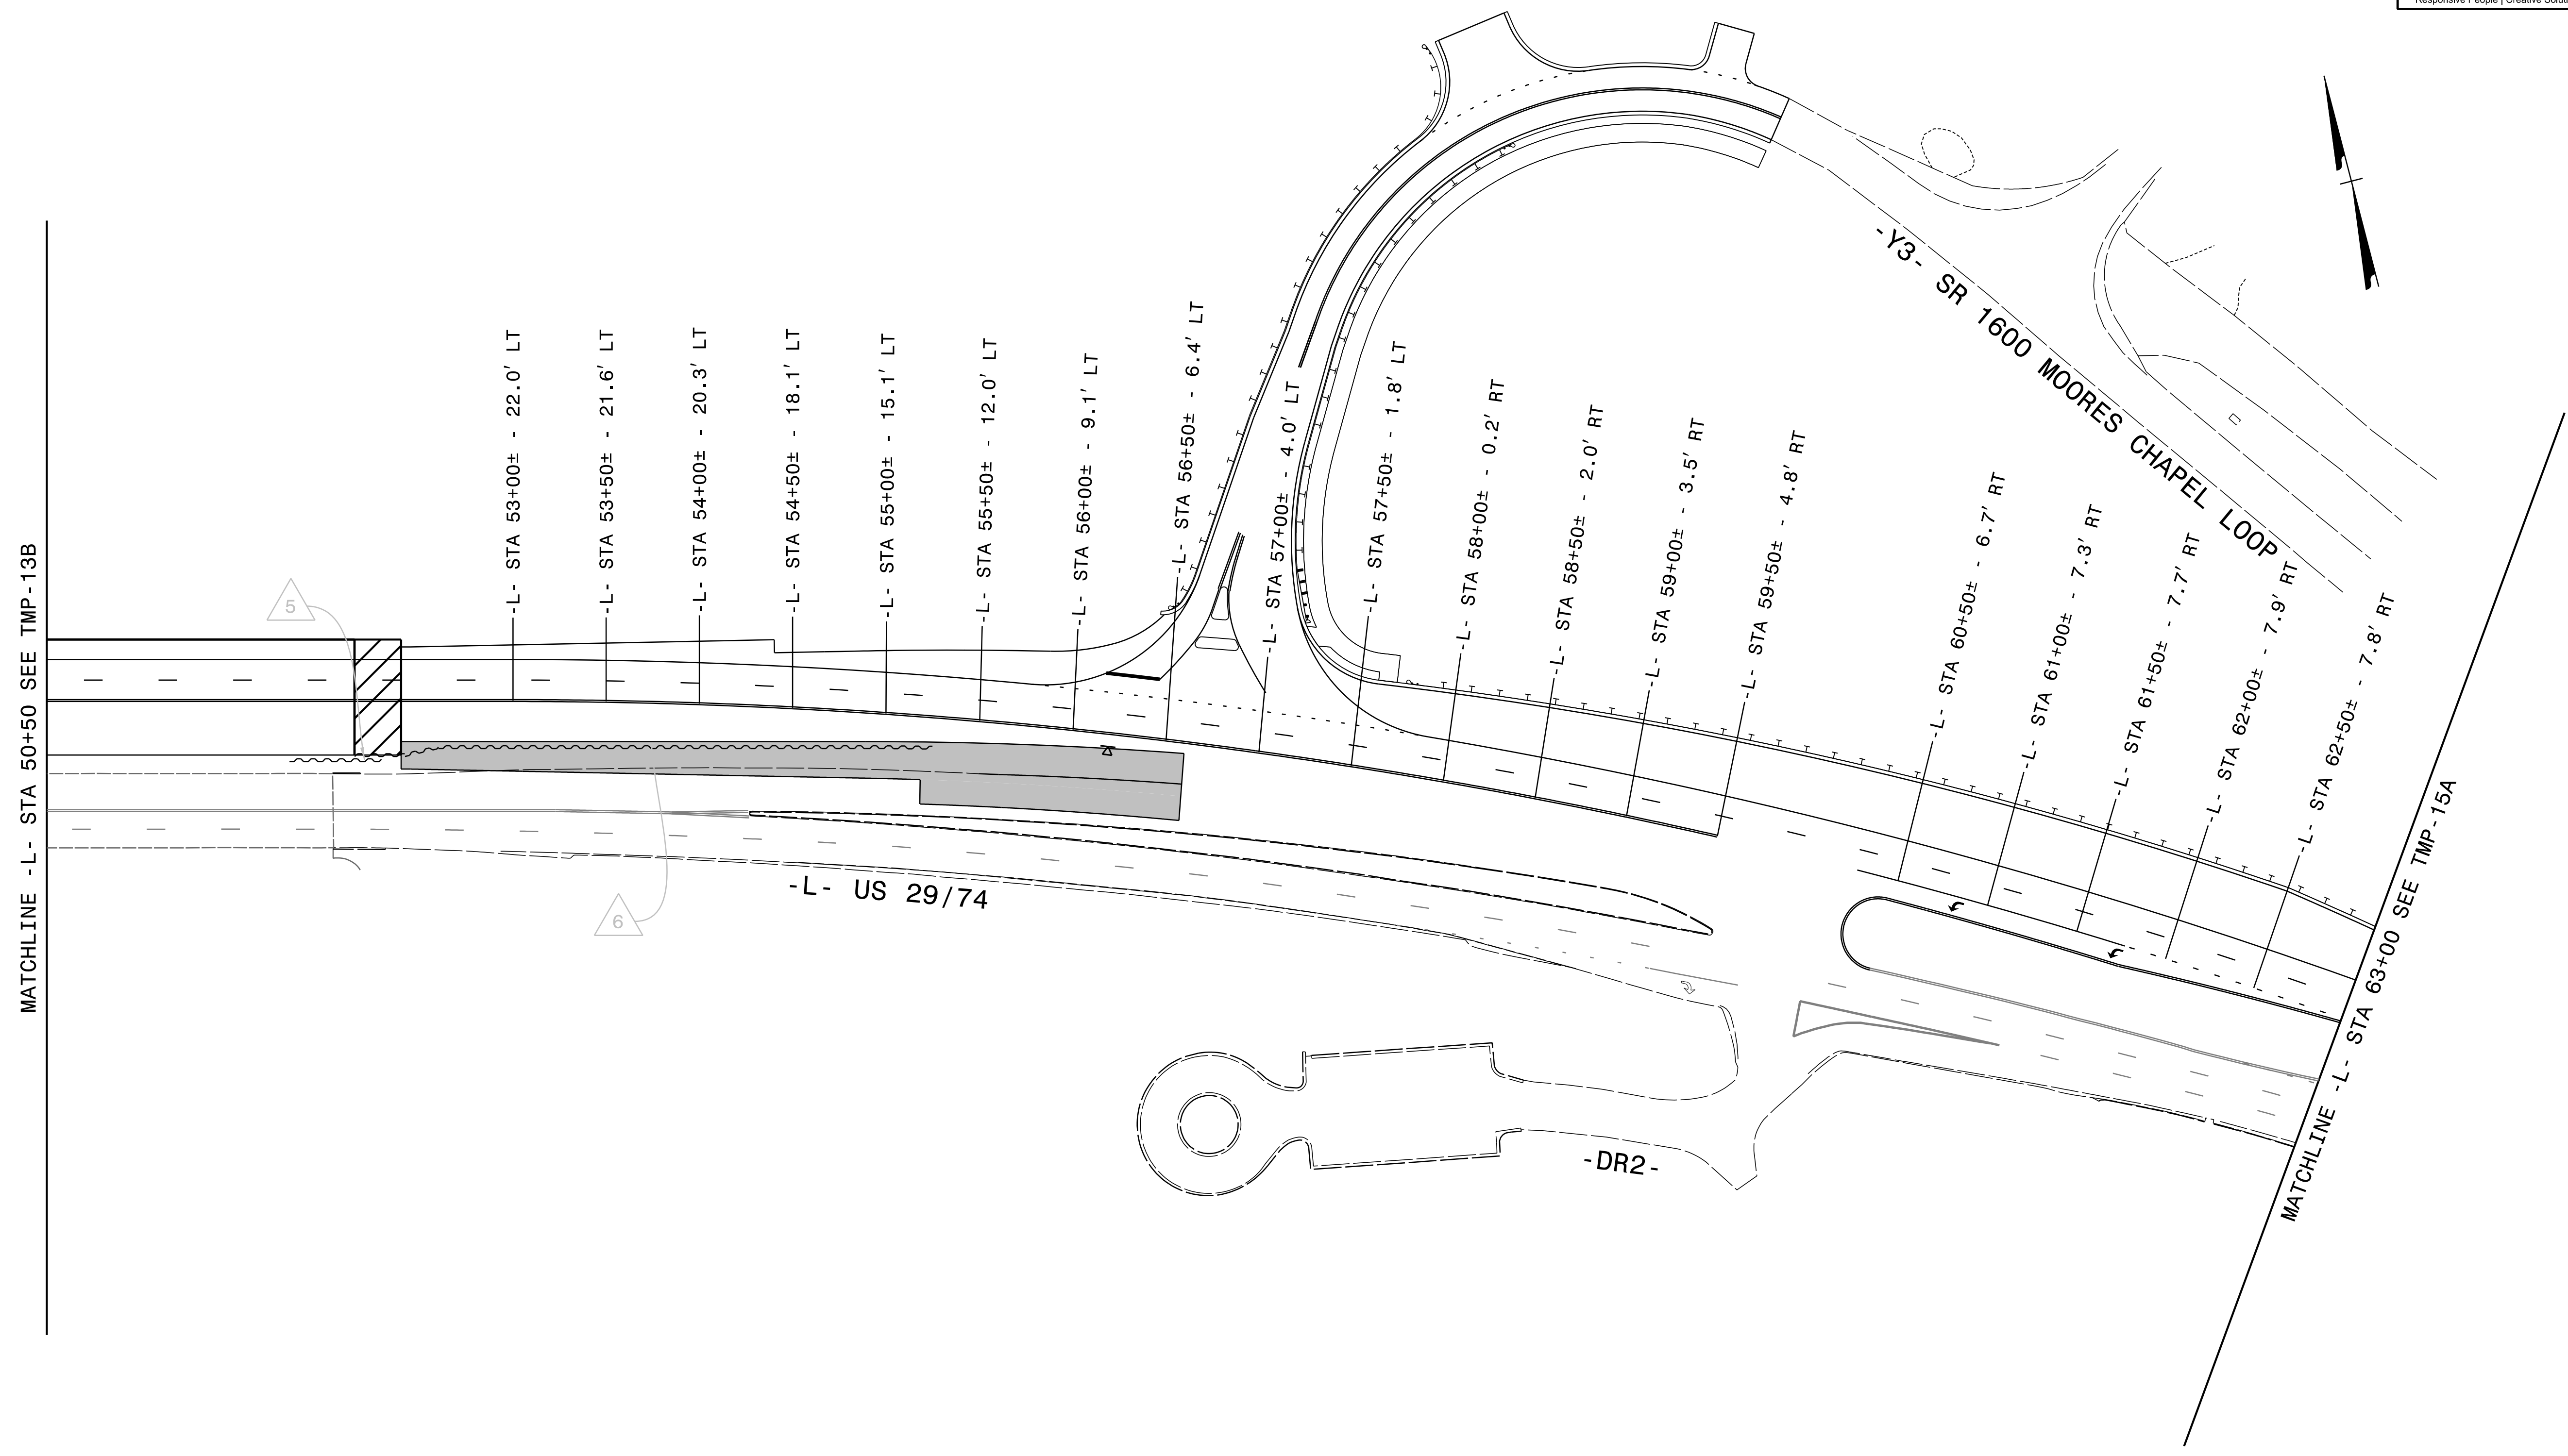 Responsive People | Creative Solut
MATCHLINE -L- STA 50+50 SEE TMP-13B
5
6
-L- STA 53+00± - 22.0' LT
-L- STA 53+50± - 21.6' LT
-L- STA 54+00± - 20.3' LT
-L- STA 54+50± - 18.1' LT
-L- STA 55+00± - 15.1' LT
-L- STA 55+50± - 12.0' LT
-L- STA 56+00± - 9.1' LT
-L- STA 56+50± - 6.4' LT
-L- STA 57+00± - 4.0' LT
-L- STA 57+50± - 1.8' LT
-L- STA 58+00± - 0.2' RT
-L- STA 58+50± - 2.0' RT
-L- STA 59+00± - 3.5' RT
-L- STA 59+50± - 4.8' RT
-L- STA 60+50± - 6.7' RT
-L- STA 61+00± - 7.3' RT
-L- STA 61+50± - 7.7' RT
-L- STA 62+00± - 7.9' RT
-L- STA 62+50± - 7.8' RT
-Y3- SR 1600 MOORES CHAPEL LOOP
-L- US 29/74
-DR2-
MATCHLINE -L- STA 63+00 SEE TMP-15A